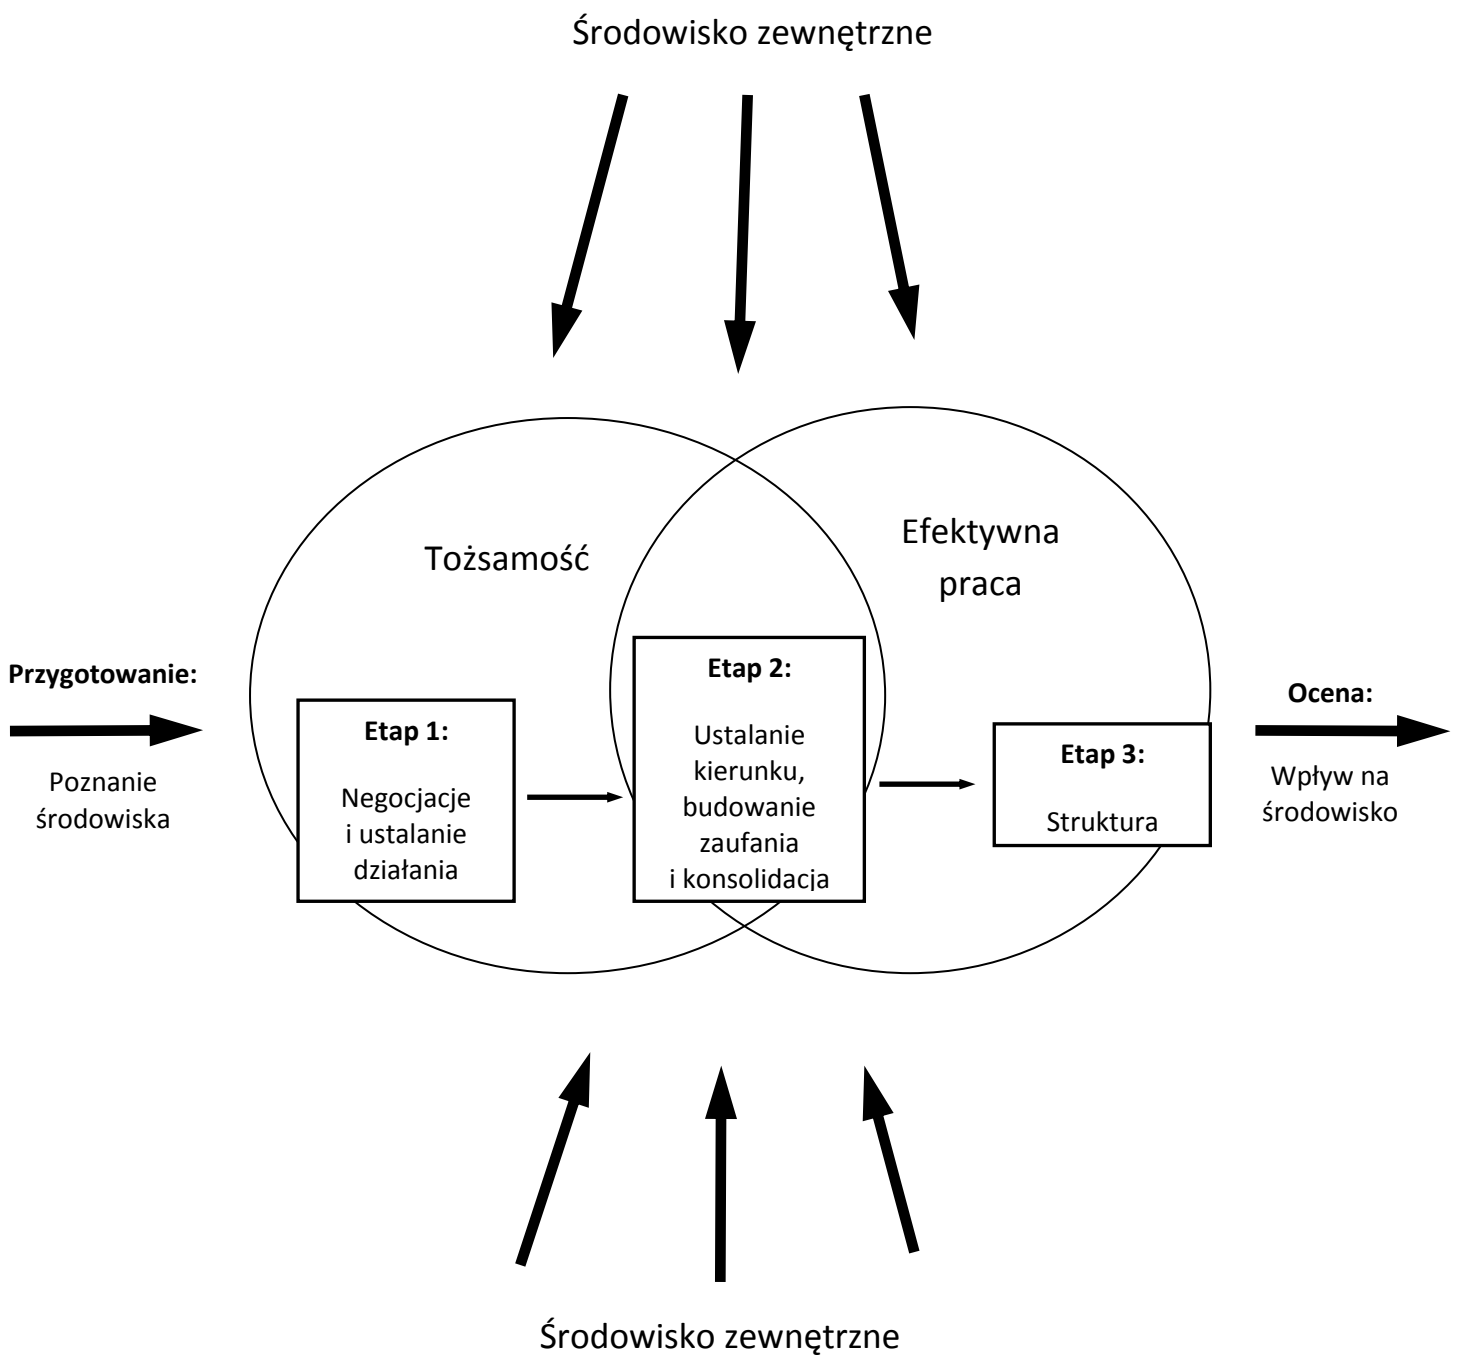 Środowisko zewnętrzne
Tożsamość
Efektywna
praca
Przygotowanie:
Poznanie
środowiska
Etap 1:
Negocjacje
i ustalanie
działania
Etap 2:
Ustalanie
kierunku,
budowanie
zaufania
i konsolidacja
Etap 3:
Struktura
Ocena:
Wpływ na
środowisko
Środowisko zewnętrzne